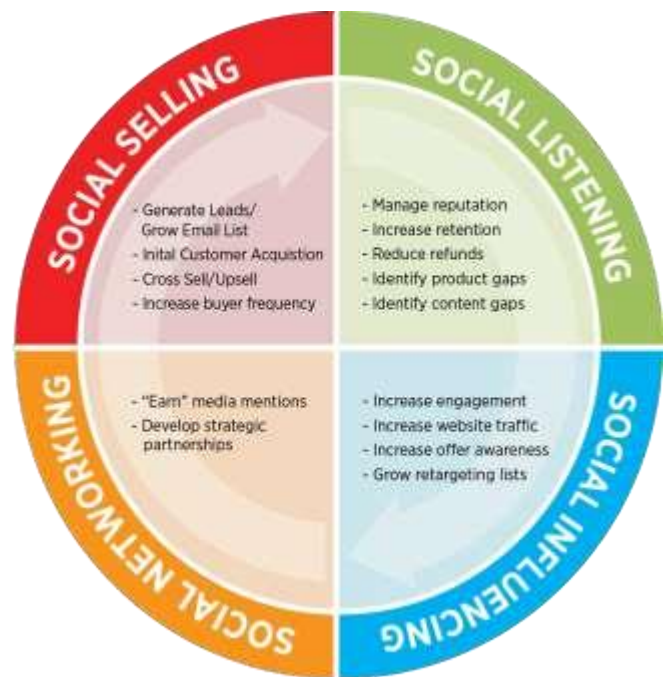 SOCIAL SELLING
- Generate Leads/
Grow Email List
- Inital Customer Acquistion
- Cross Sell/Upsell
- Increase buyer frequency
SOCIAL LISTENING
- Manage reputation
- Increase retention
- Reduce refunds
- Identify product gaps
- Identify content gaps
SOCIAL NETWORKING
- "Earn" media mentions
- Develop strategic
partnerships
SOCIAL INFLUENCING
- Increase engagement
- Increase website traffic
- Increase offer awareness
- Grow retargeting lists